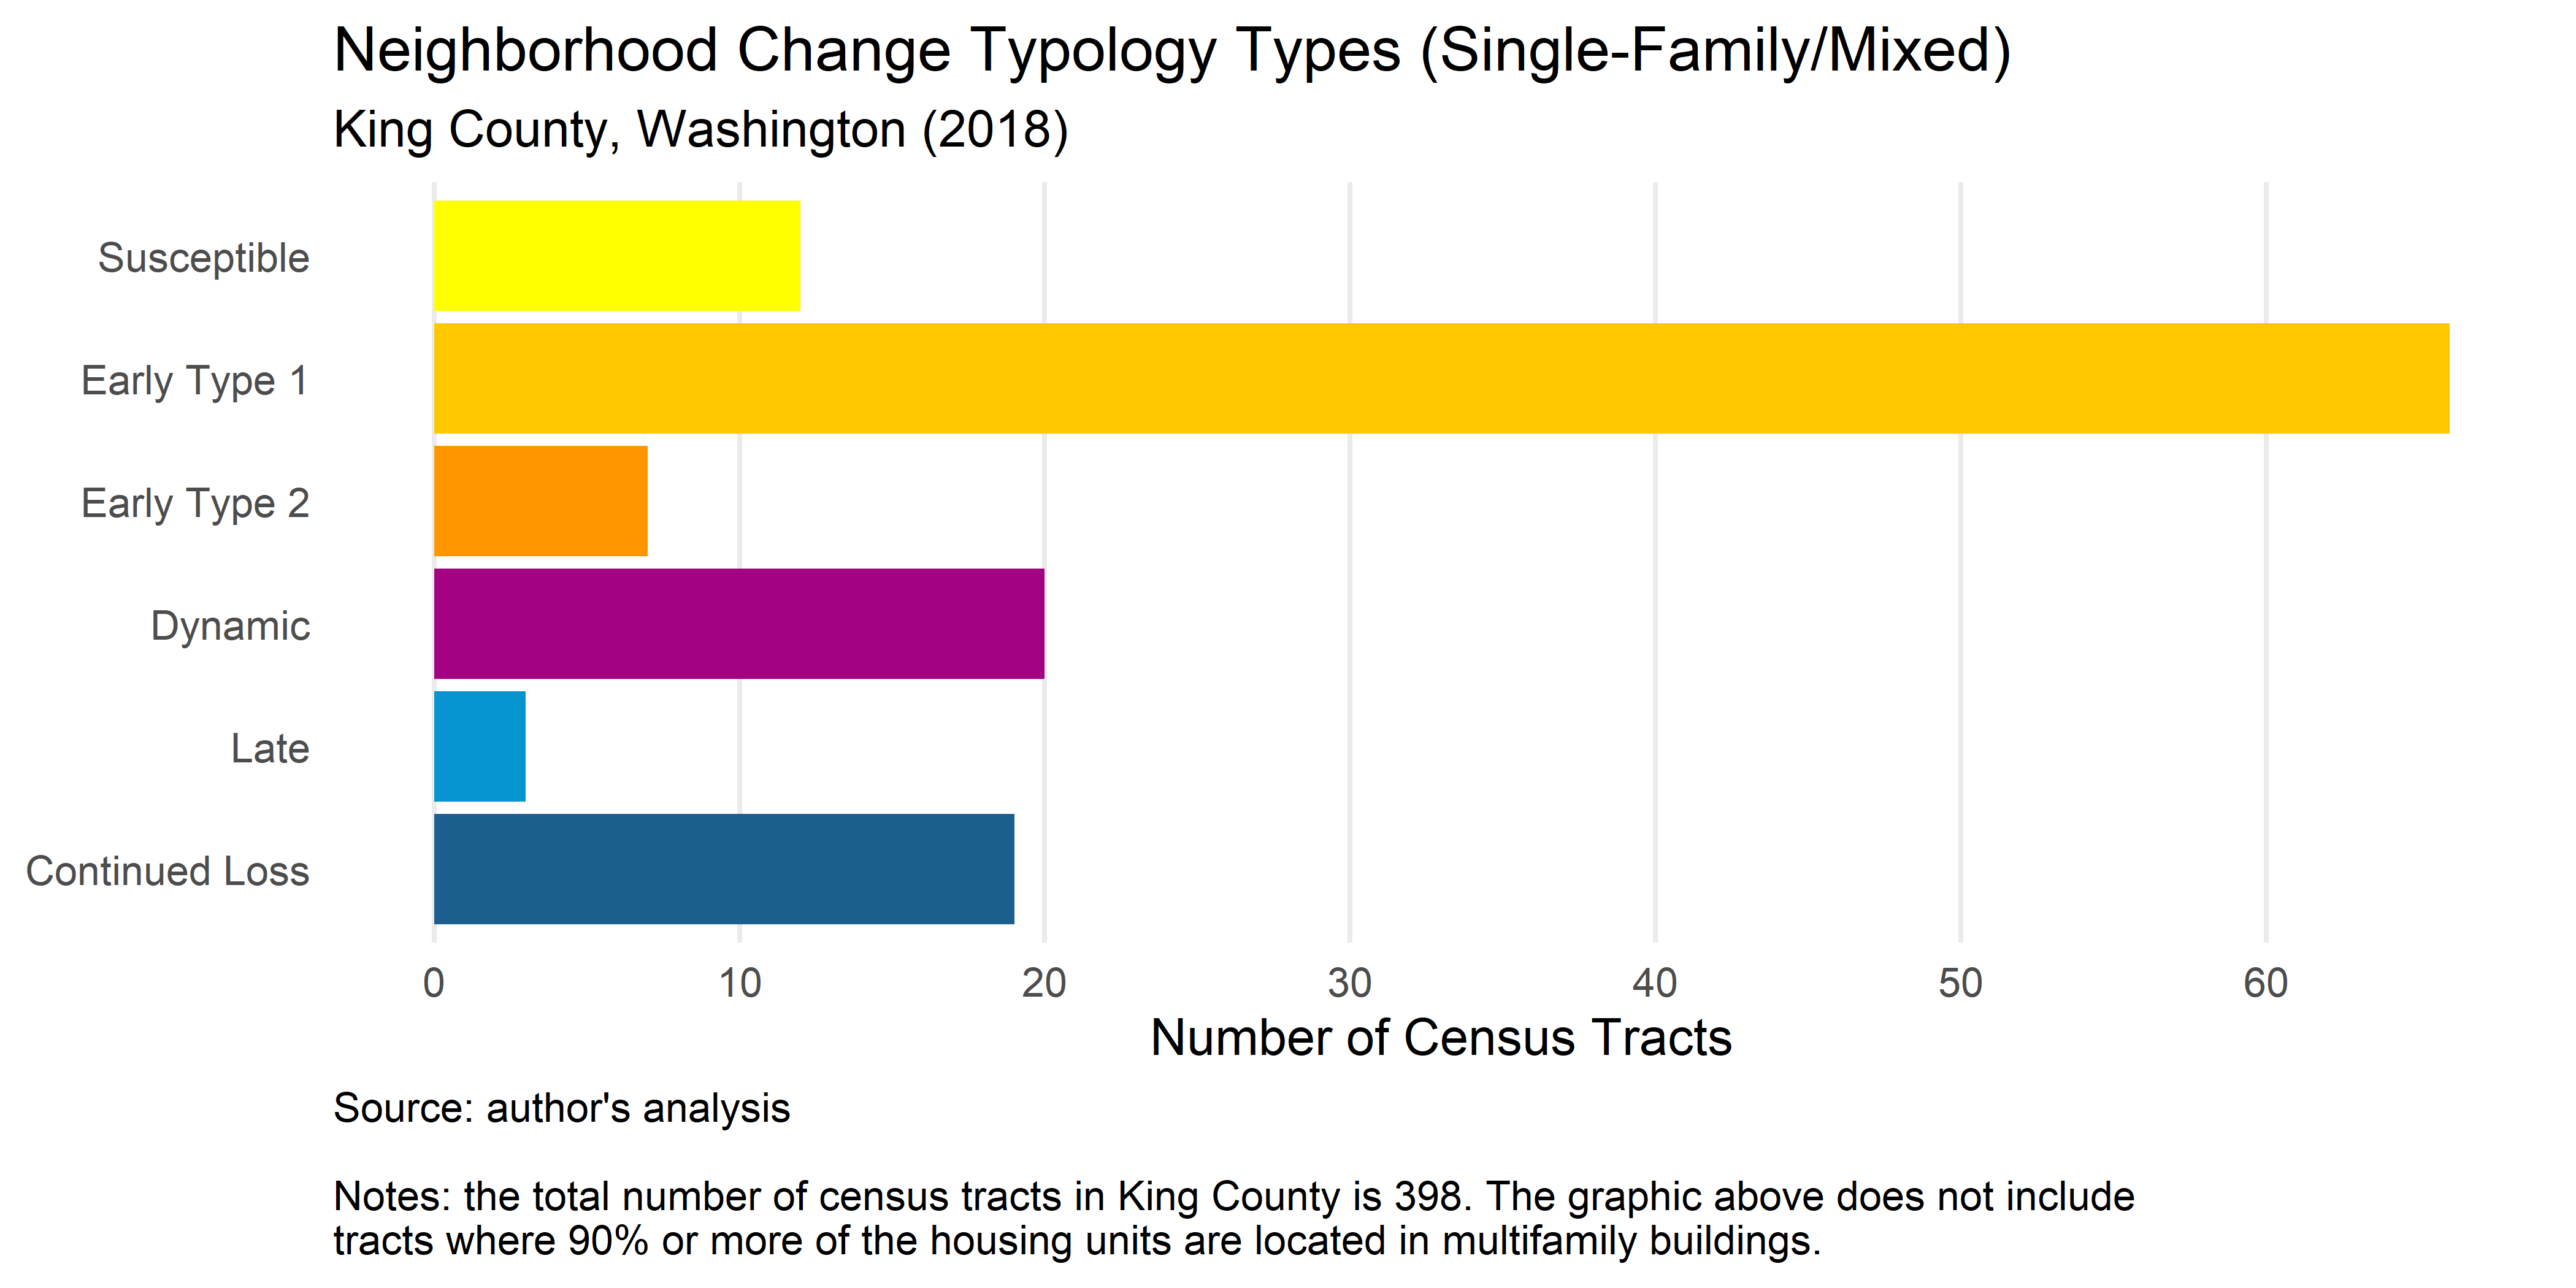 Neighborhood Change Typology Types (Single-Family/Mixed)
King County, Washington (2018)
Susceptible
Early Type 1
Early Type 2
Dynamic
Late
Continued Loss
0 10 20 30 40 50 60
Number of Census Tracts
Source: author's analysis
Notes: the total number of census tracts in King County is 398. The graphic above does not include
tracts where 90% or more of the housing units are located in multifamily buildings.